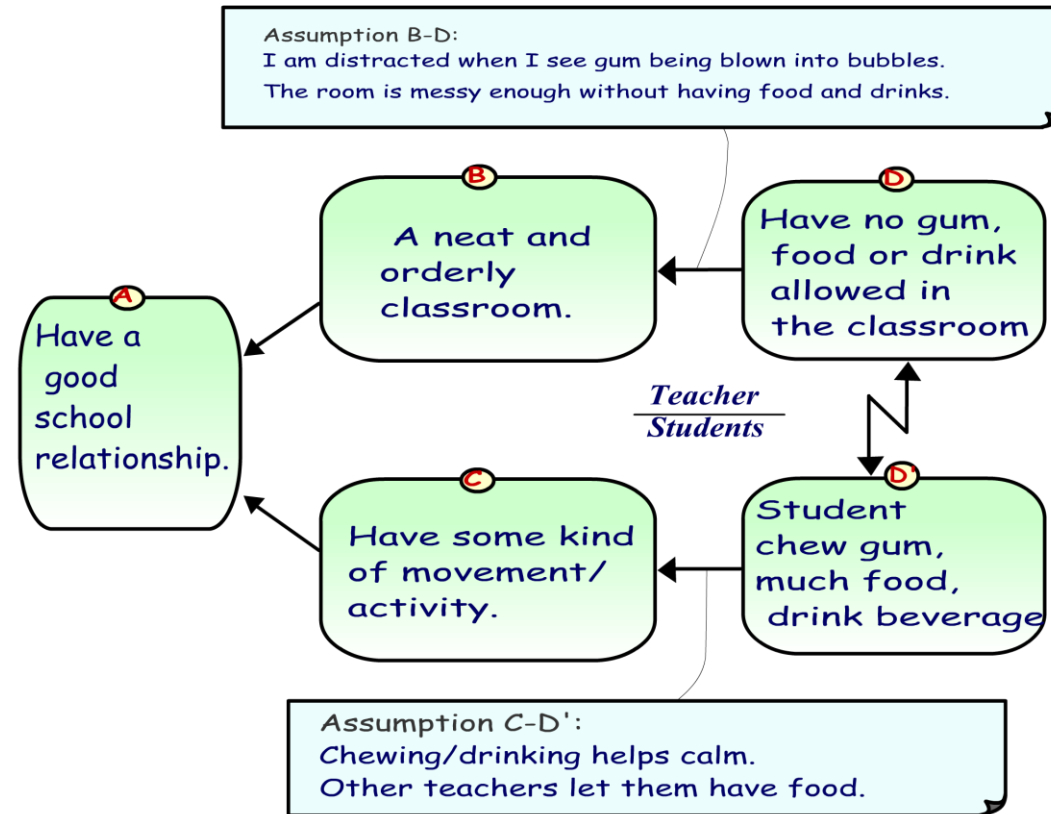 Assumption B-D:
I am distracted when I see gum being blown into bubbles.
The room is messy enough without having food and drinks.
B
A neat and
orderly
classroom.
D
Have no gum,
food or drink
allowed in
the classroom
A
Have a
good
school
relationship.
Teacher
Students
C
Have some kind
of movement/
activity.
D'
Student
chew gum,
much food,
drink beverage
Assumption C-D':
Chewing/drinking helps calm.
Other teachers let them have food.